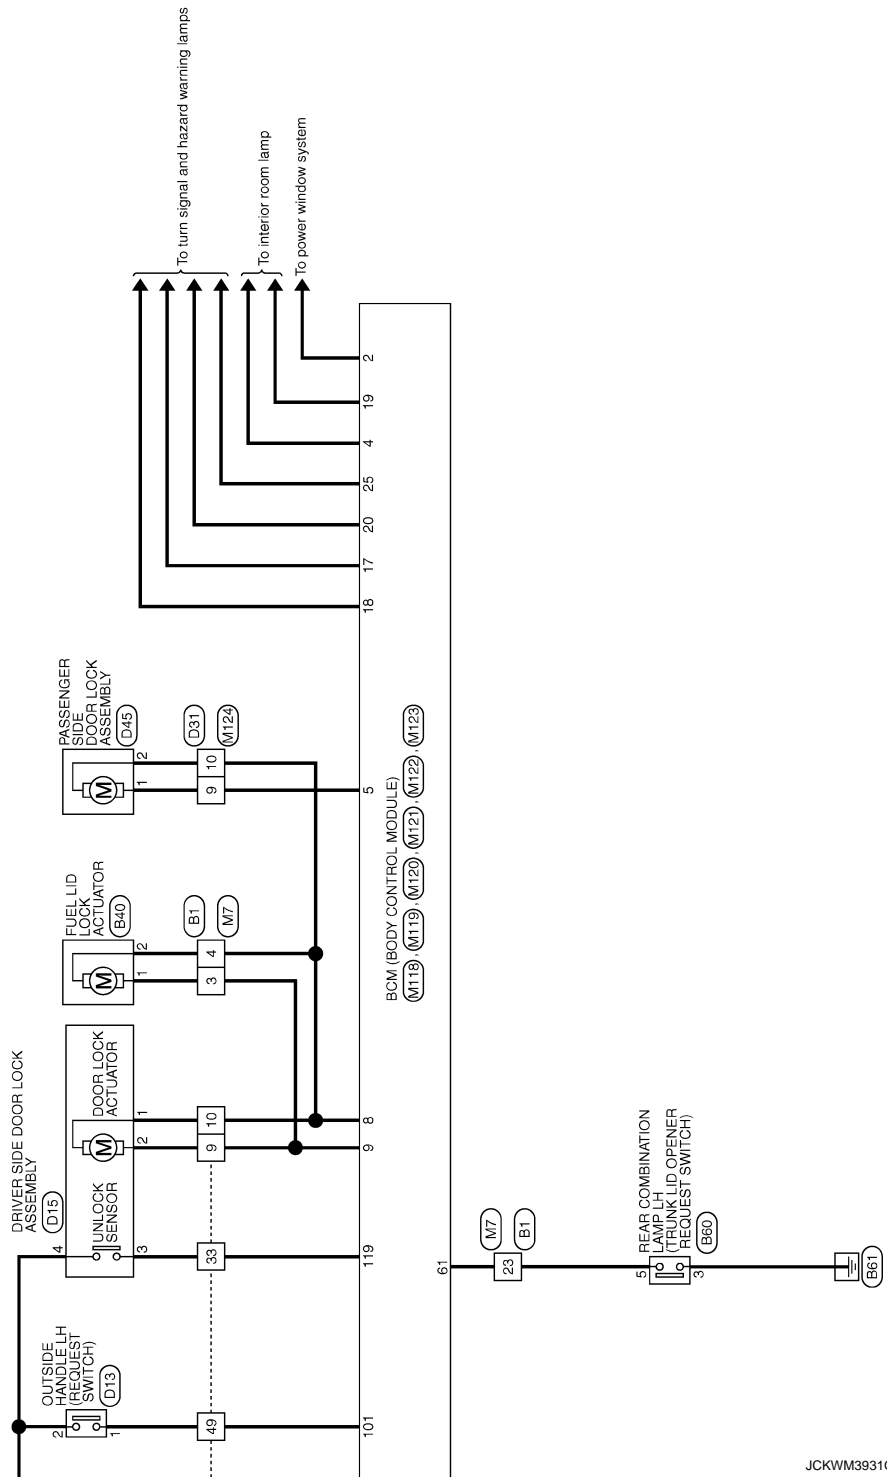 To turn signal and hazard warning lamps
To interior room lamp
To power window system
2
19
4
25
20
17
18
PASSENGER
SIDE
DOOR LOCK
ASSEMBLY
D45
2
1
D31
M124
10
9
5
FUEL LID
LOCK
ACTUATOR
B40
M
M
2
1
B1
M7
4
3
BCM (BODY CONTROL MODULE)
M118 , M119 , M120 , M121 , M122 , M123
DRIVER SIDE DOOR LOCK
ASSEMBLY
D15
DOOR LOCK
ACTUATOR
M
1
2
10
9
8
9
UNLOCK
SENSOR
4
3
33
119
OUTSIDE
HANDLE LH
(REQUEST
SWITCH)
D13
2
1
49
101
61
M7
B1
23
REAR COMBINATION
LAMP LH
(TRUNK LID OPENER
REQUEST SWITCH)
B60
5
3
B61